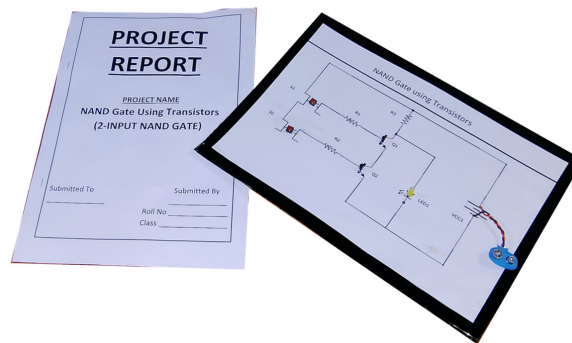 PROJECT
REPORT
PROJECT NAME
NAND Gate Using Transistors
(2-INPUT NAND GATE)
Submitted To
Submitted By
Roll No
Class
NAND Gate using Transistors
S1
S2
R1
R2
R3
Q1
Q2
LED1
VCC1